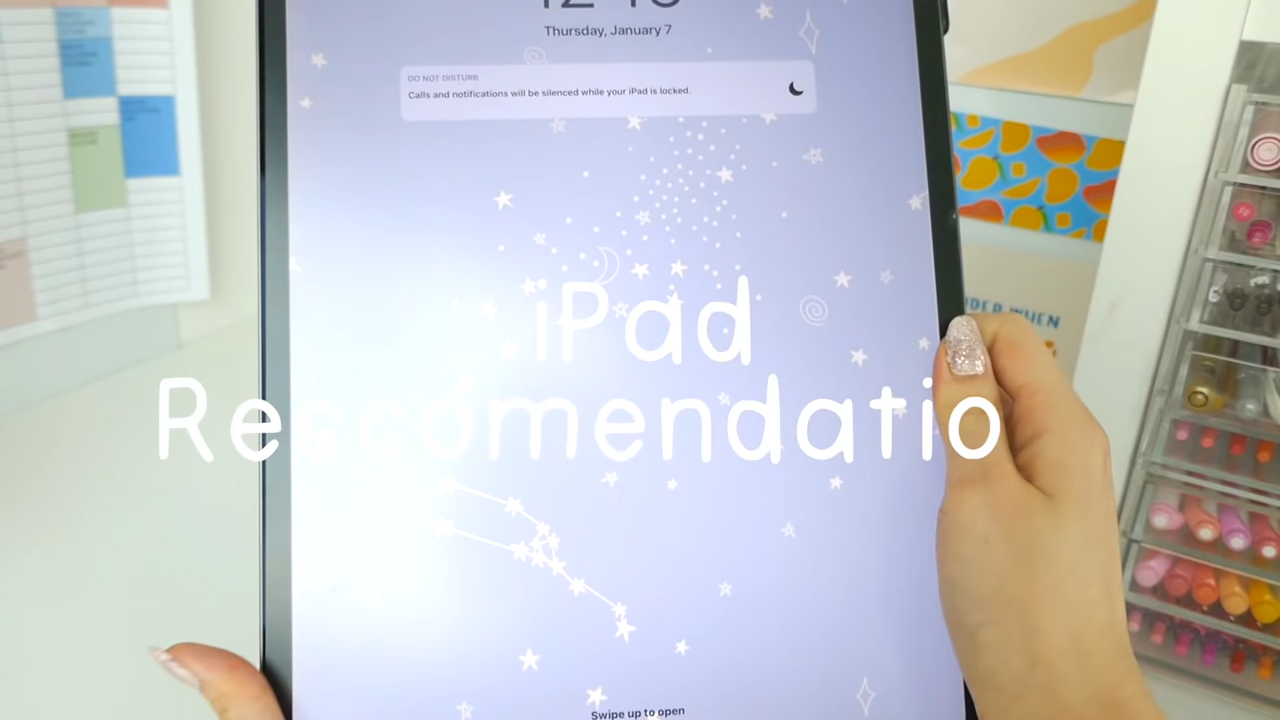 Thursday, January 7
DO NOT DISTURB
Calls and notifications will be silenced while your iPad is locked.
iPad
Reccomendatio
WHEN
Swipe up to open